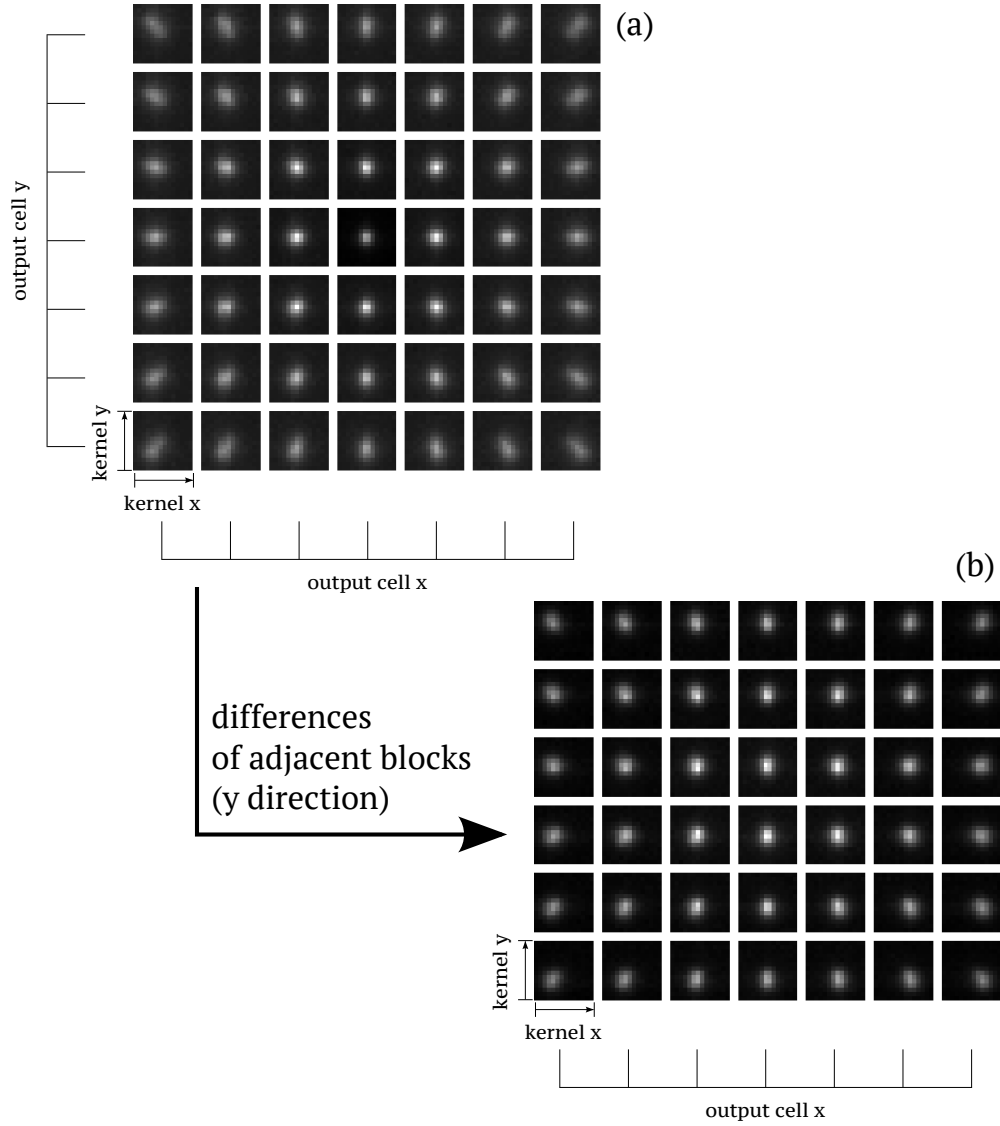 (a)
output cell y
kernel y
kernel x
output cell x
(b)
differences
of adjacent blocks
(y direction)
kernel y
kernel x
output cell x